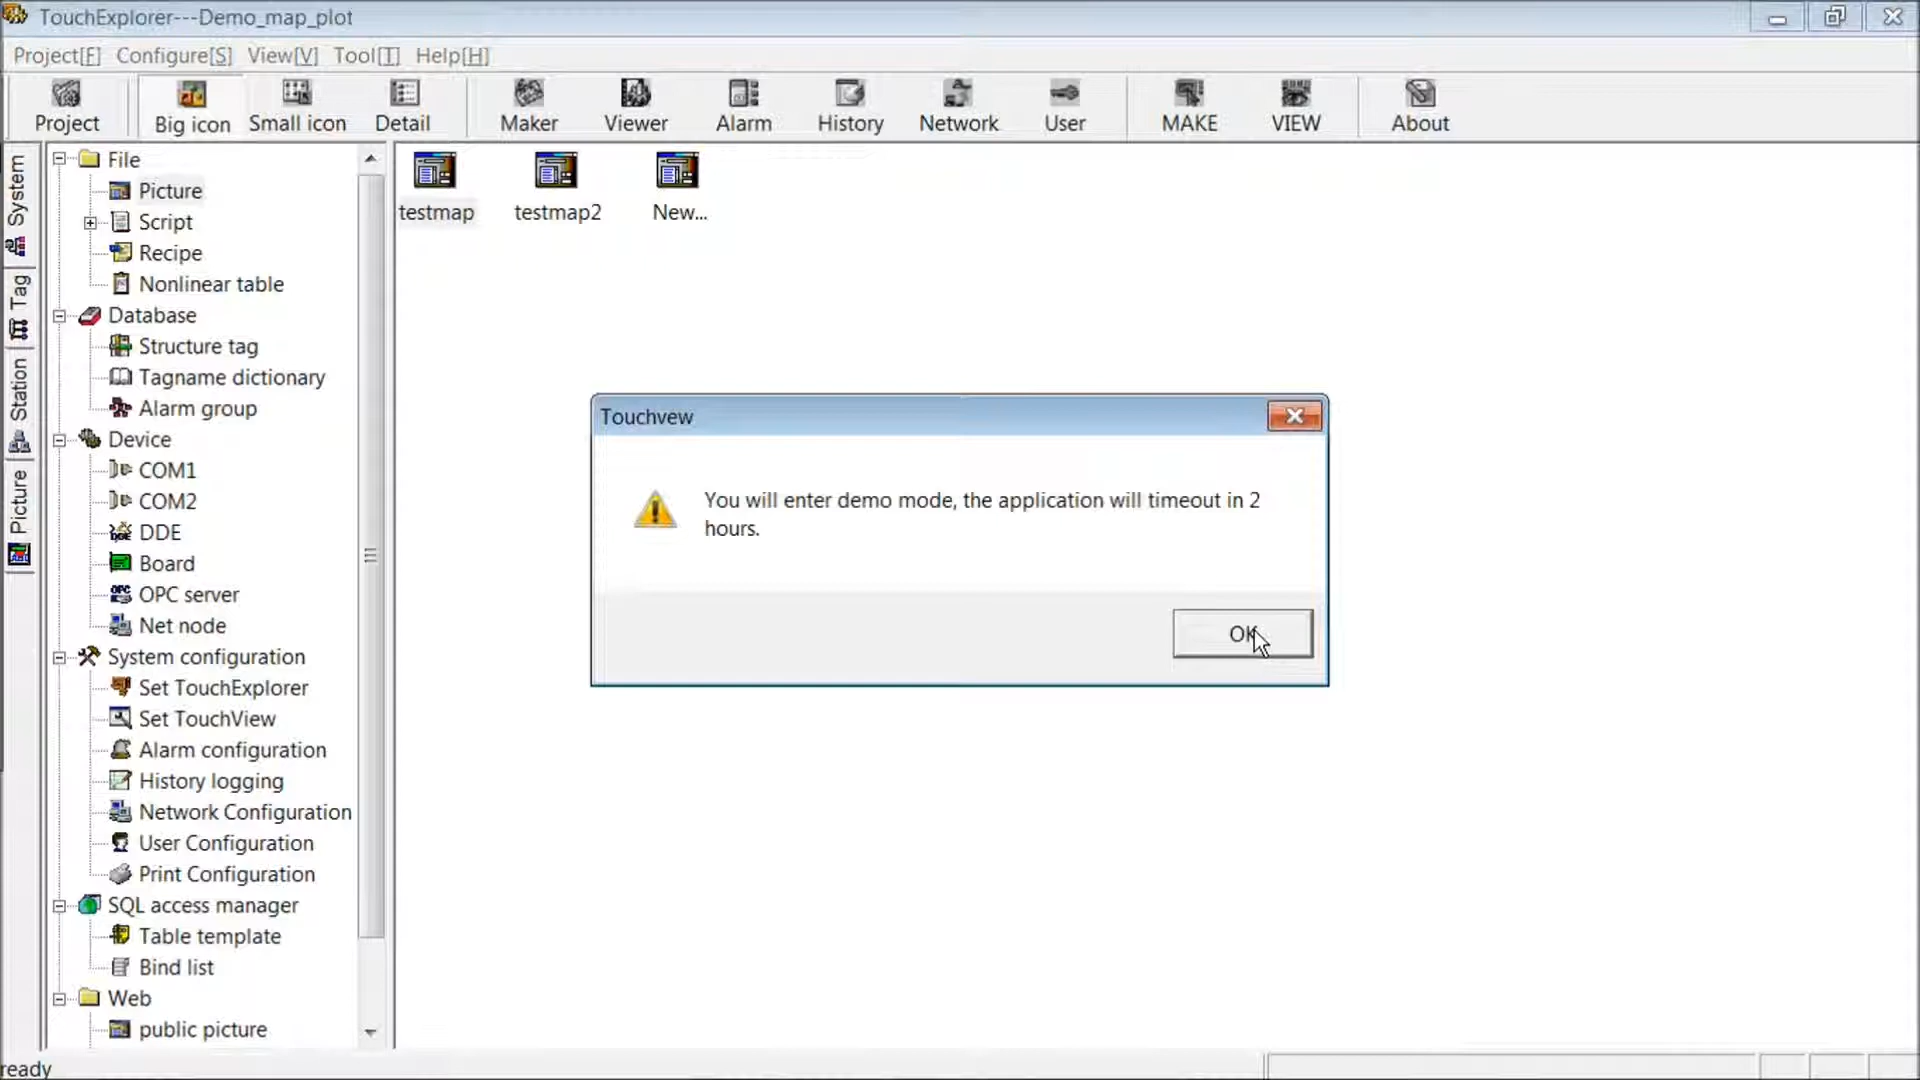 TouchExplorer---Demo_map_plot
Project[F] Configure[S] View[V] Tool[T] Help[H]
Project Big icon Small icon Detail Maker Viewer Alarm History Network User MAKE VIEW About
System
Tag
Station
Picture
File
Picture
Script
Recipe
Nonlinear table
Database
Structure tag
Tagname dictionary
Alarm group
Device
COM1
COM2
DDE
Board
OPC server
Net node
System configuration
Set TouchExplorer
Set TouchView
Alarm configuration
History logging
Network Configuration
User Configuration
Print Configuration
SQL access manager
Table template
Bind list
Web
public picture
testmap testmap2 New...
Touchvew
You will enter demo mode, the application will timeout in 2
hours.
OK
ready